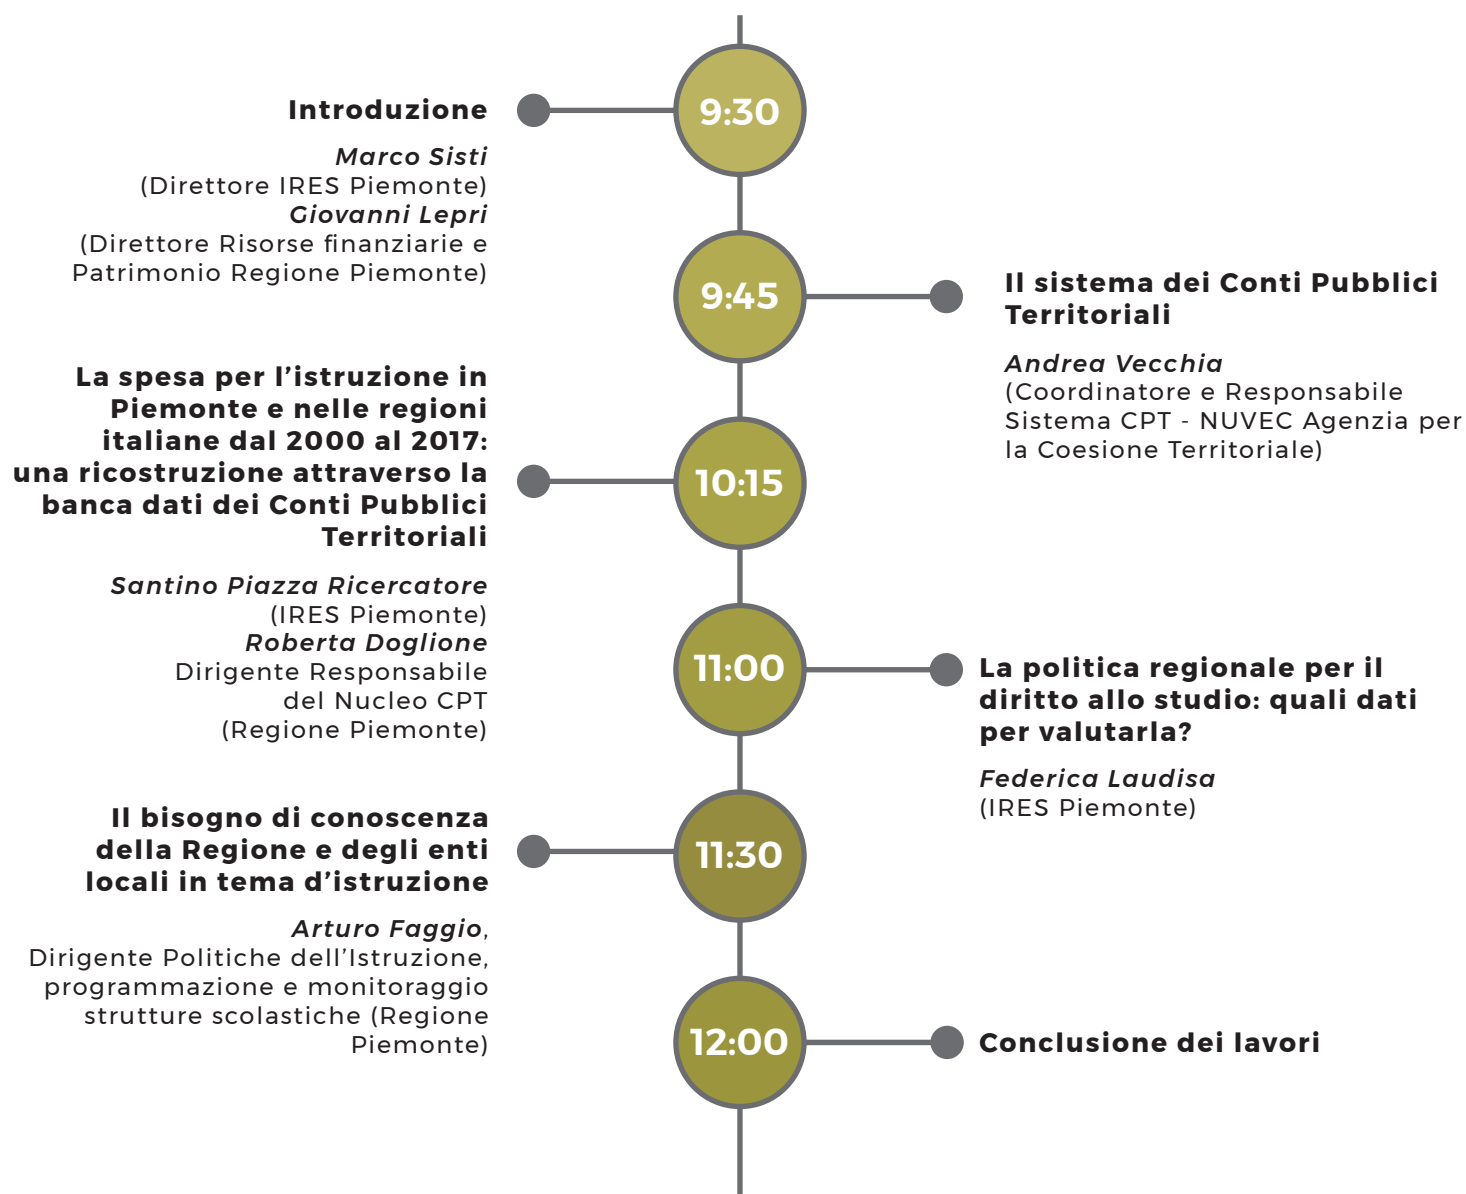 9:30
Introduzione
Marco Sisti
(Direttore IRES Piemonte)
Giovanni Lepri
(Direttore Risorse finanziarie e
Patrimonio Regione Piemonte)
9:45
Il sistema dei Conti Pubblici
Territoriali
Andrea Vecchia
(Coordinatore e Responsabile
Sistema CPT - NUVEC Agenzia per
la Coesione Territoriale)
10:15
La spesa per l’istruzione in
Piemonte e nelle regioni
italiane dal 2000 al 2017:
una ricostruzione attraverso la
banca dati dei Conti Pubblici
Territoriali
Santino Piazza Ricercatore
(IRES Piemonte)
Roberta Doglione
Dirigente Responsabile
del Nucleo CPT
(Regione Piemonte)
11:00
La politica regionale per il
diritto allo studio: quali dati
per valutarla?
Federica Laudisa
(IRES Piemonte)
11:30
Il bisogno di conoscenza
della Regione e degli enti
locali in tema d’istruzione
Arturo Faggio,
Dirigente Politiche dell’Istruzione,
programmazione e monitoraggio
strutture scolastiche (Regione
Piemonte)
12:00
Conclusione dei lavori